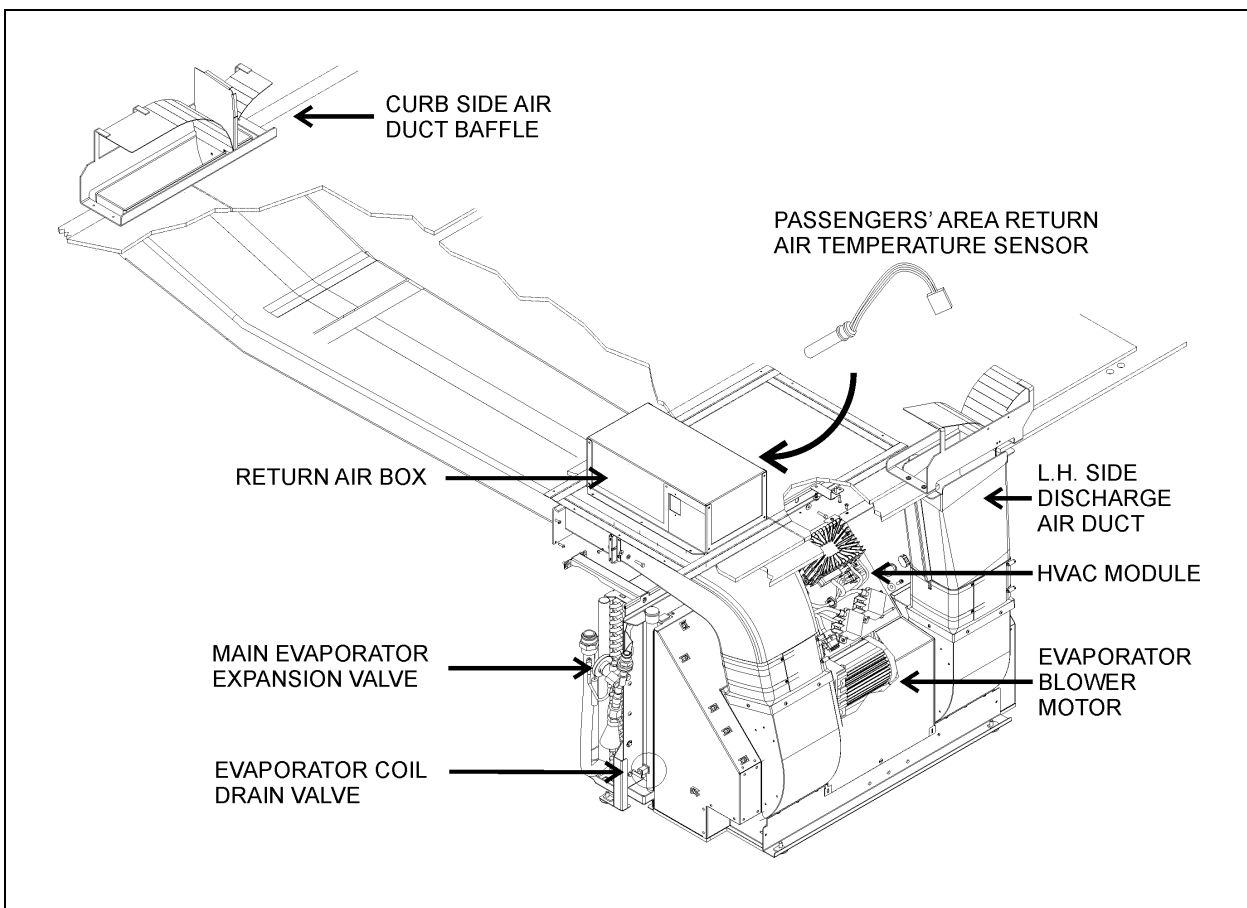 CURB SIDE AIR
DUCT BAFFLE
PASSENGERS’ AREA RETURN
AIR TEMPERATURE SENSOR
RETURN AIR BOX
L.H. SIDE
DISCHARGE
AIR DUCT
HVAC MODULE
MAIN EVAPORATOR
EXPANSION VALVE
EVAPORATOR
BLOWER
MOTOR
EVAPORATOR COIL
DRAIN VALVE